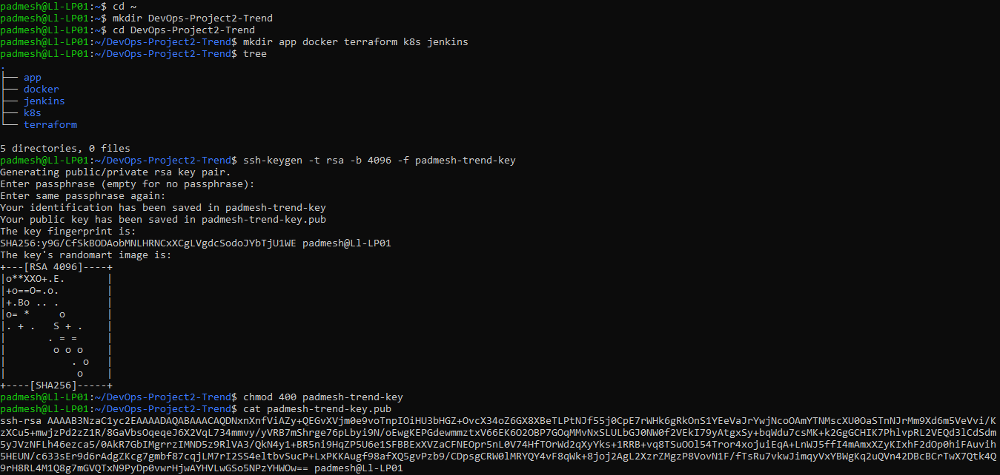 padmesh@Ll-LP01:~$ cd ~
padmesh@Ll-LP01:~$ mkdir DevOps-Project2-Trend
padmesh@Ll-LP01:~$ cd DevOps-Project2-Trend
padmesh@Ll-LP01:~/DevOps-Project2-Trend$ mkdir app docker terraform k8s jenkins
padmesh@Ll-LP01:~/DevOps-Project2-Trend$ tree
.
├── app
├── docker
├── jenkins
├── k8s
└── terraform
5 directories, 0 files
padmesh@Ll-LP01:~/DevOps-Project2-Trend$ ssh-keygen -t rsa -b 4096 -f padmesh-trend-key
Generating public/private rsa key pair.
Enter passphrase (empty for no passphrase):
Enter same passphrase again:
Your identification has been saved in padmesh-trend-key
Your public key has been saved in padmesh-trend-key.pub
The key fingerprint is:
SHA256:y9G/CfSkBODAobMNLHRNCxXCgLVgdcSodoJYbTjU1WE padmesh@Ll-LP01
The key's randomart image is:
+---[RSA 4096]----+
|o**XXO+.E.       |
|+o==O=.o.        |
|+.Bo .. .        |
|o= *     o       |
|. + .   S + .    |
|       . = =     |
|        o o o    |
|           . o   |
|            o    |
+----[SHA256]-----+
padmesh@Ll-LP01:~/DevOps-Project2-Trend$ chmod 400 padmesh-trend-key
padmesh@Ll-LP01:~/DevOps-Project2-Trend$ cat padmesh-trend-key.pub
ssh-rsa AAAAB3NzaC1yc2EAAAADAQABAAACAQDNxnXnfViAZy+QEGvXVjm0e9voTnpIOiHU3bHGZ+OvcX34oZ6GX8XBeTLPtNJf55j0CpE7rWHk6gRkOnS1YEeVaJrYwjNcoOAmYTNMscXU0OaSTnNJrMm9Xd6m5VeVvi/K
zXCu5+mwjzPd2zZ1R/8GaVbsOqeqeJ6X2VqL734mmvy/yVRB7mShrge76pLbyi9N/oEwgKEPGdewmmztxV66EK6O2OBP7GOqMMvNxSLULbGJ0NW0f2VEkI79yAtgxSy+bqWdu7csMK+k2GgGCHIK7PhlvpRL2VEQd3lCdSdm
5yJVzNFLh46ezca5/0AkR7GbIMgrrzIMND5z9RlVA3/QkN4y1+BR5ni9HqZP5U6e1SFBBExXVZaCFNEOpr5nL0V74HfTOrWd2qXyYks+1RRB+vq8TSuOOl54Tror4xojuiEqA+LnWJ5ffI4mAmxXZyKIxhF2dOp0hiFAuvih
5HEUN/c633sEr9d6rAdgZKcg7gmbf87cqjLM7rI2SS4eltbvSucP+LxPKKAugf98afXQ5gvPzb9/CDpsgCRW0lMRYQY4vF8qWk+8joj2AgL2XzrZMgzP8VovN1F/fTsRu7vkwJimqyVxYBWgKq2uQVn42DBcBCrTwX7Qtk4Q
9rH8RL4M1Q8g7mGVQTxN9PyDp0vwrHjwAYHVLwGSo5NPzYHWOw== padmesh@Ll-LP01